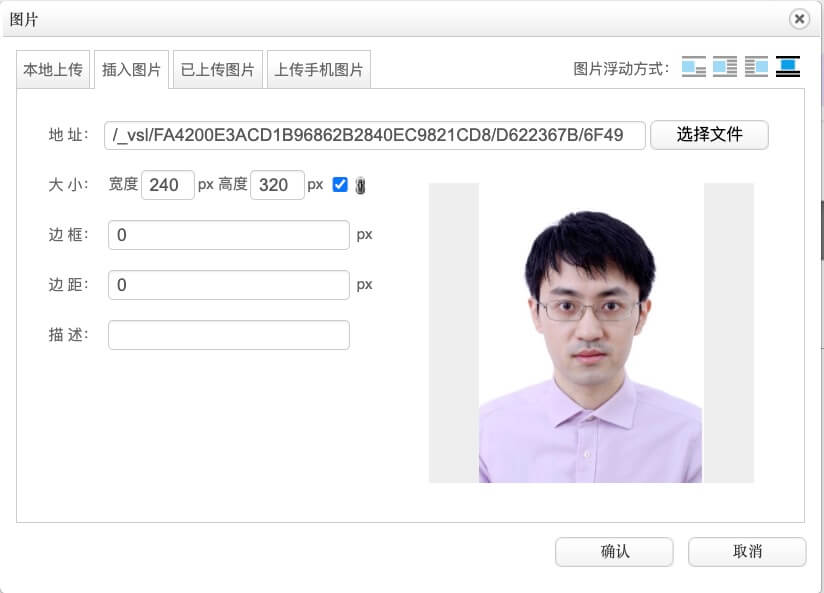 图片
本地上传 插入图片 已上传图片 上传手机图片 图片浮动方式：
地 址： /_vsl/FA4200E3ACD1B96862B2840EC9821CD8/D622367B/6F49 选择文件
大 小： 宽度 240 px 高度 320 px
边 框： 0 px
边 距： 0 px
描 述：
确认 取消